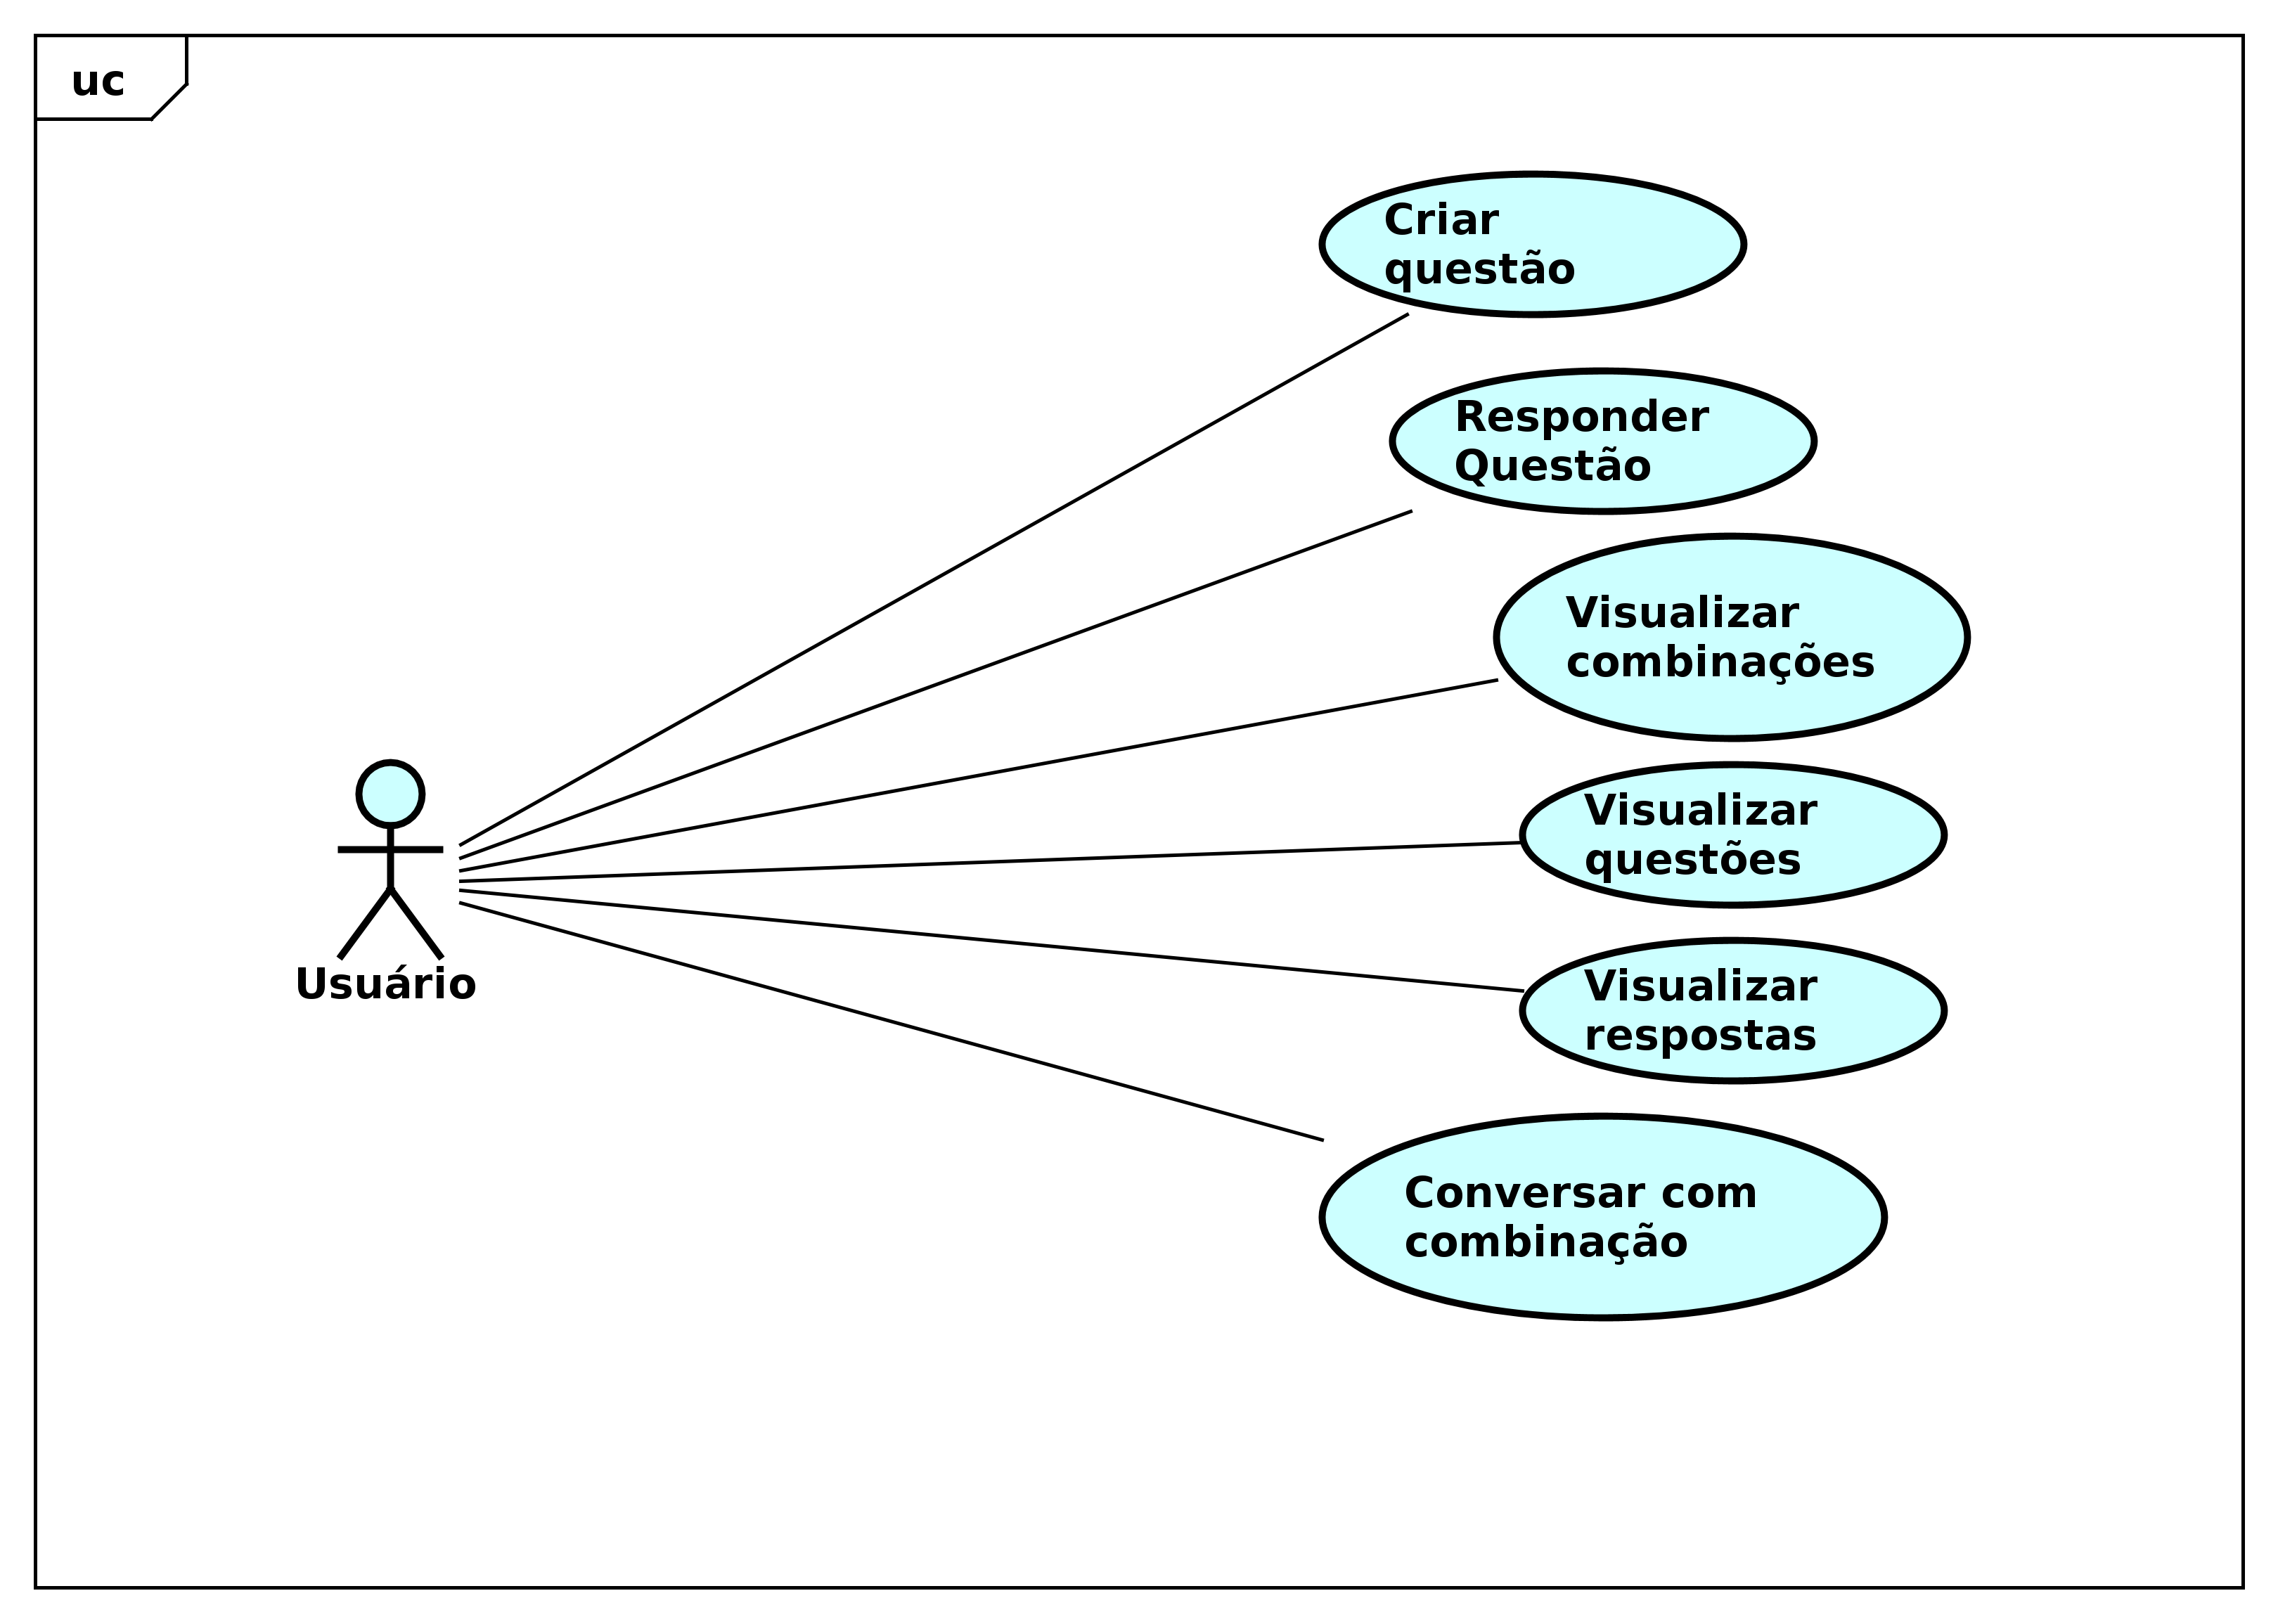 uc
Criar
questão
Responder
Questão
Visualizar
combinações
Visualizar
questões
Visualizar
respostas
Usuário
Conversar com
combinação